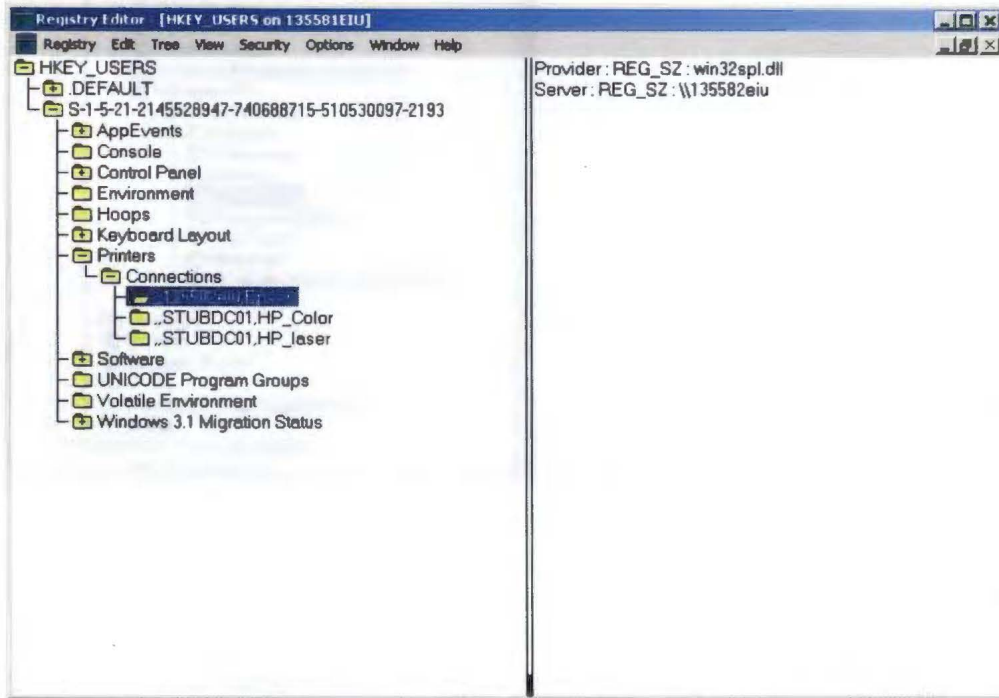 Registry Editor - [HKEY_USERS on 135581EIU]
Registry Edit Tree View Security Options Window Help
HKEY_USERS
.DEFAULT
S-1-5-21-2145528947-740688715-510530097-2193
AppEvents
Console
Control Panel
Environment
Hoops
Keyboard Layout
Printers
Connections
,,STUBDC01,HP_Color
,,STUBDC01,HP_laser
Software
UNICODE Program Groups
Volatile Environment
Windows 3.1 Migration Status
Provider : REG_SZ : win32spl.dll
Server : REG_SZ : \\135582eiu